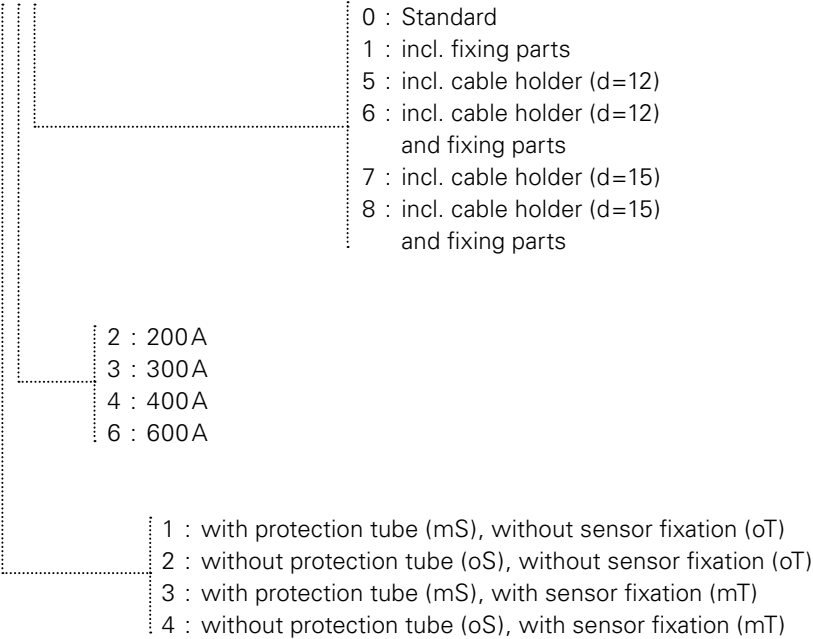 0 : Standard
1 : incl. fixing parts
5 : incl. cable holder (d=12)
6 : incl. cable holder (d=12)
and fixing parts
7 : incl. cable holder (d=15)
8 : incl. cable holder (d=15)
and fixing parts
2 : 200A
3 : 300A
4 : 400A
6 : 600A
1 : with protection tube (mS), without sensor fixation (oT)
2 : without protection tube (oS), without sensor fixation (oT)
3 : with protection tube (mS), with sensor fixation (mT)
4 : without protection tube (oS), with sensor fixation (mT)